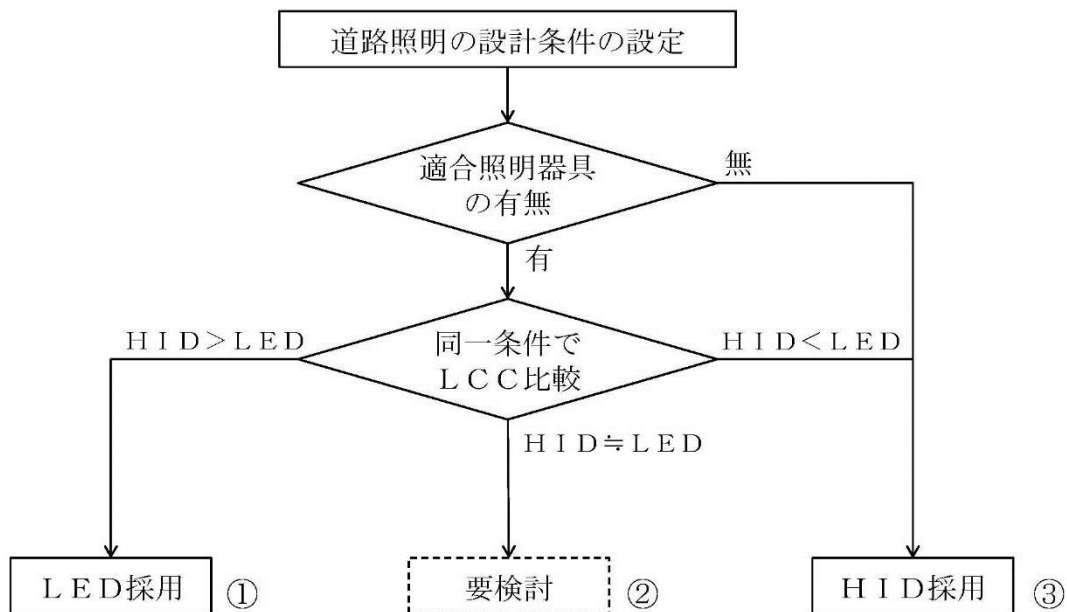 道路照明の設計条件の設定
適合照明器具
の有無
無
有
ＨＩＤ＞ＬＥＤ
同一条件で
ＬＣＣ比較
ＨＩＤ＜ＬＥＤ
ＨＩＤ≒ＬＥＤ
ＬＥＤ採用
①
要検討
②
ＨＩＤ採用
③